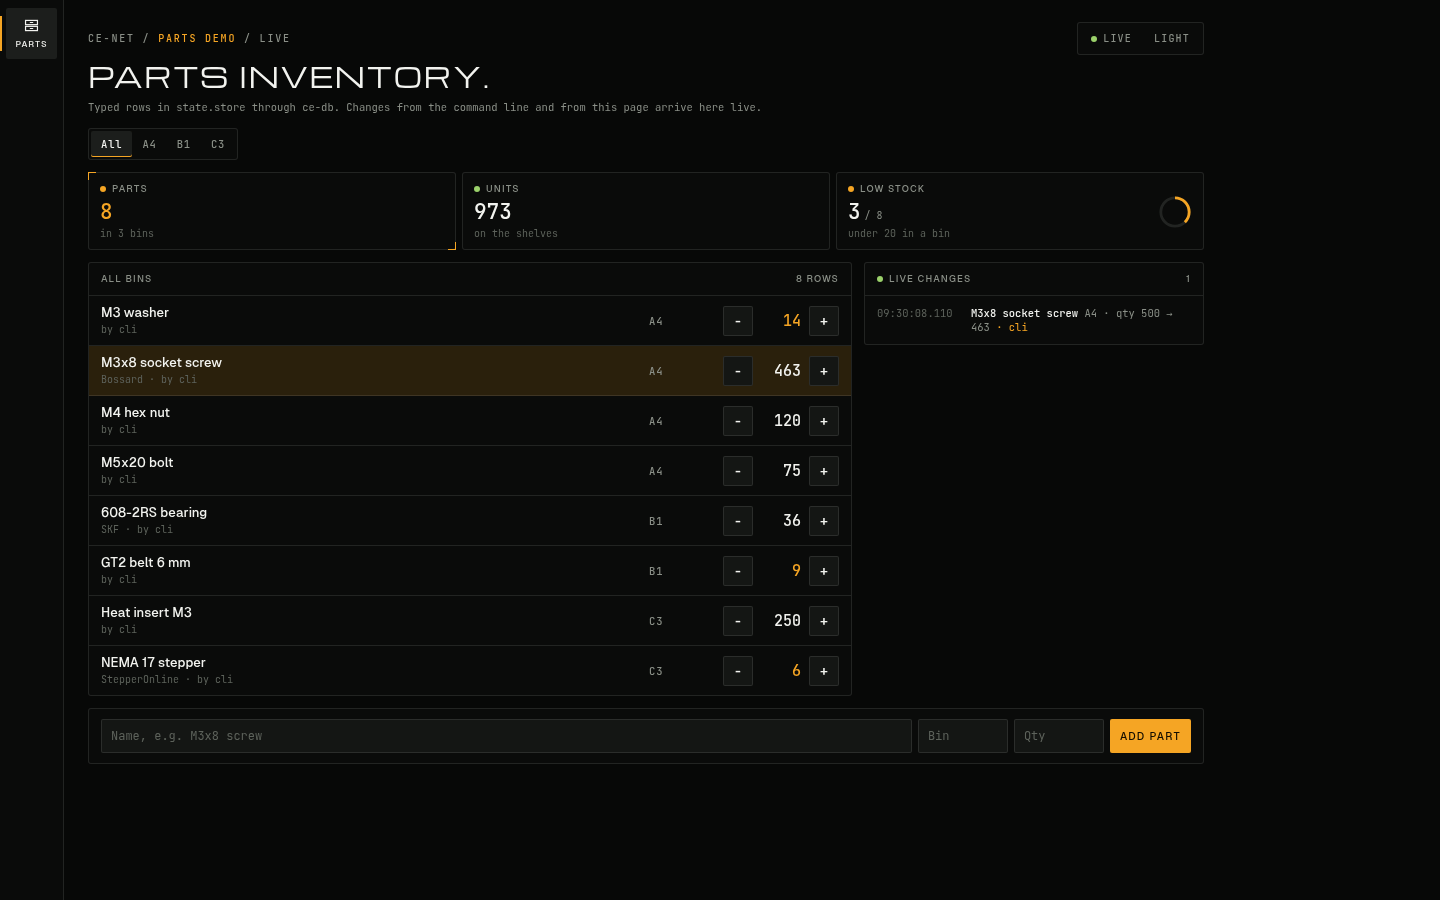 PARTS
CE-NET / PARTS DEMO / LIVE
LIVE LIGHT
PARTS INVENTORY.
Typed rows in state.store through ce-db. Changes from the command line and from this page arrive here live.
All A4 B1 C3
PARTS
8
in 3 bins
UNITS
973
on the shelves
LOW STOCK
3 / 8
under 20 in a bin
ALL BINS 8 ROWS
M3 washer
by cli
A4 - 14 +
M3x8 socket screw
Bossard · by cli
A4 - 463 +
M4 hex nut
by cli
A4 - 120 +
M5x20 bolt
by cli
A4 - 75 +
608-2RS bearing
SKF · by cli
B1 - 36 +
GT2 belt 6 mm
by cli
B1 - 9 +
Heat insert M3
by cli
C3 - 250 +
NEMA 17 stepper
StepperOnline · by cli
C3 - 6 +
LIVE CHANGES 1
09:30:08.110 M3x8 socket screw A4 · qty 500 →
463 · cli
Name, e.g. M3x8 screw Bin Qty ADD PART